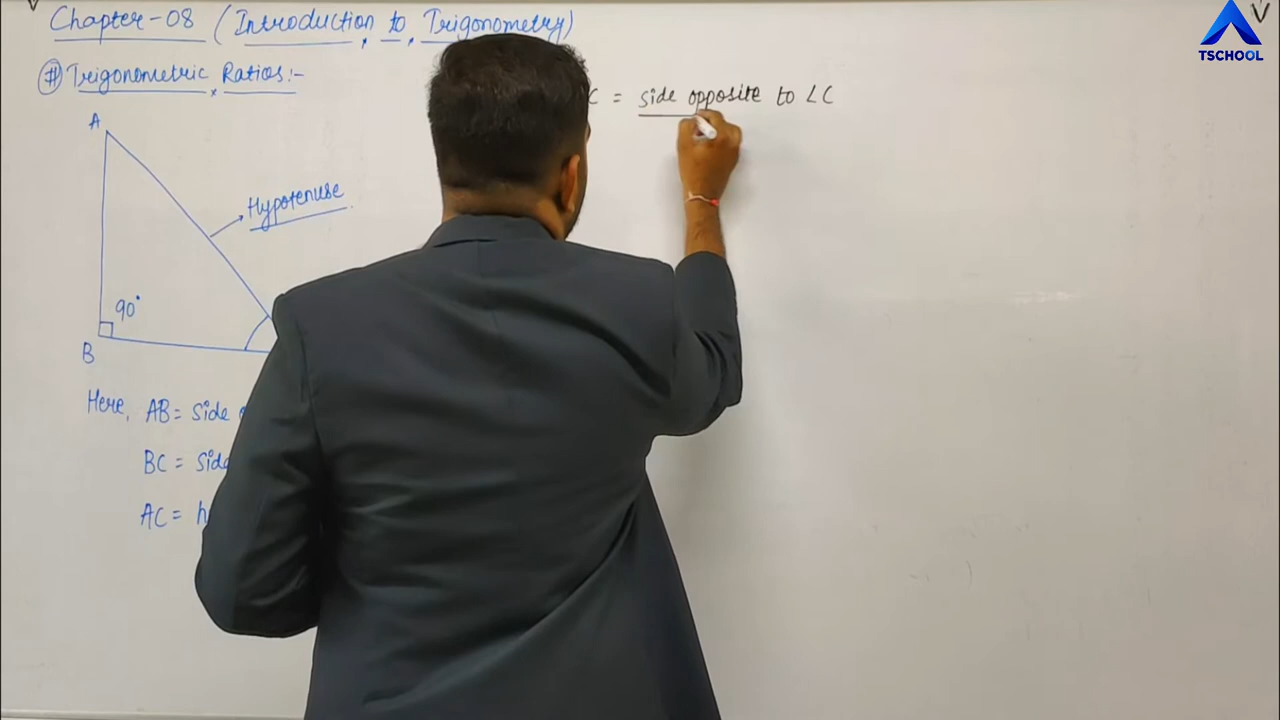 Chapter-08 (Introduction to Trigonometry)
# Trigonometric Ratios:-
C = side opposite to ∠C
A
Hypotenuse
90°
B
Here, AB = Side
BC = Side
AC =
TSCHOOL